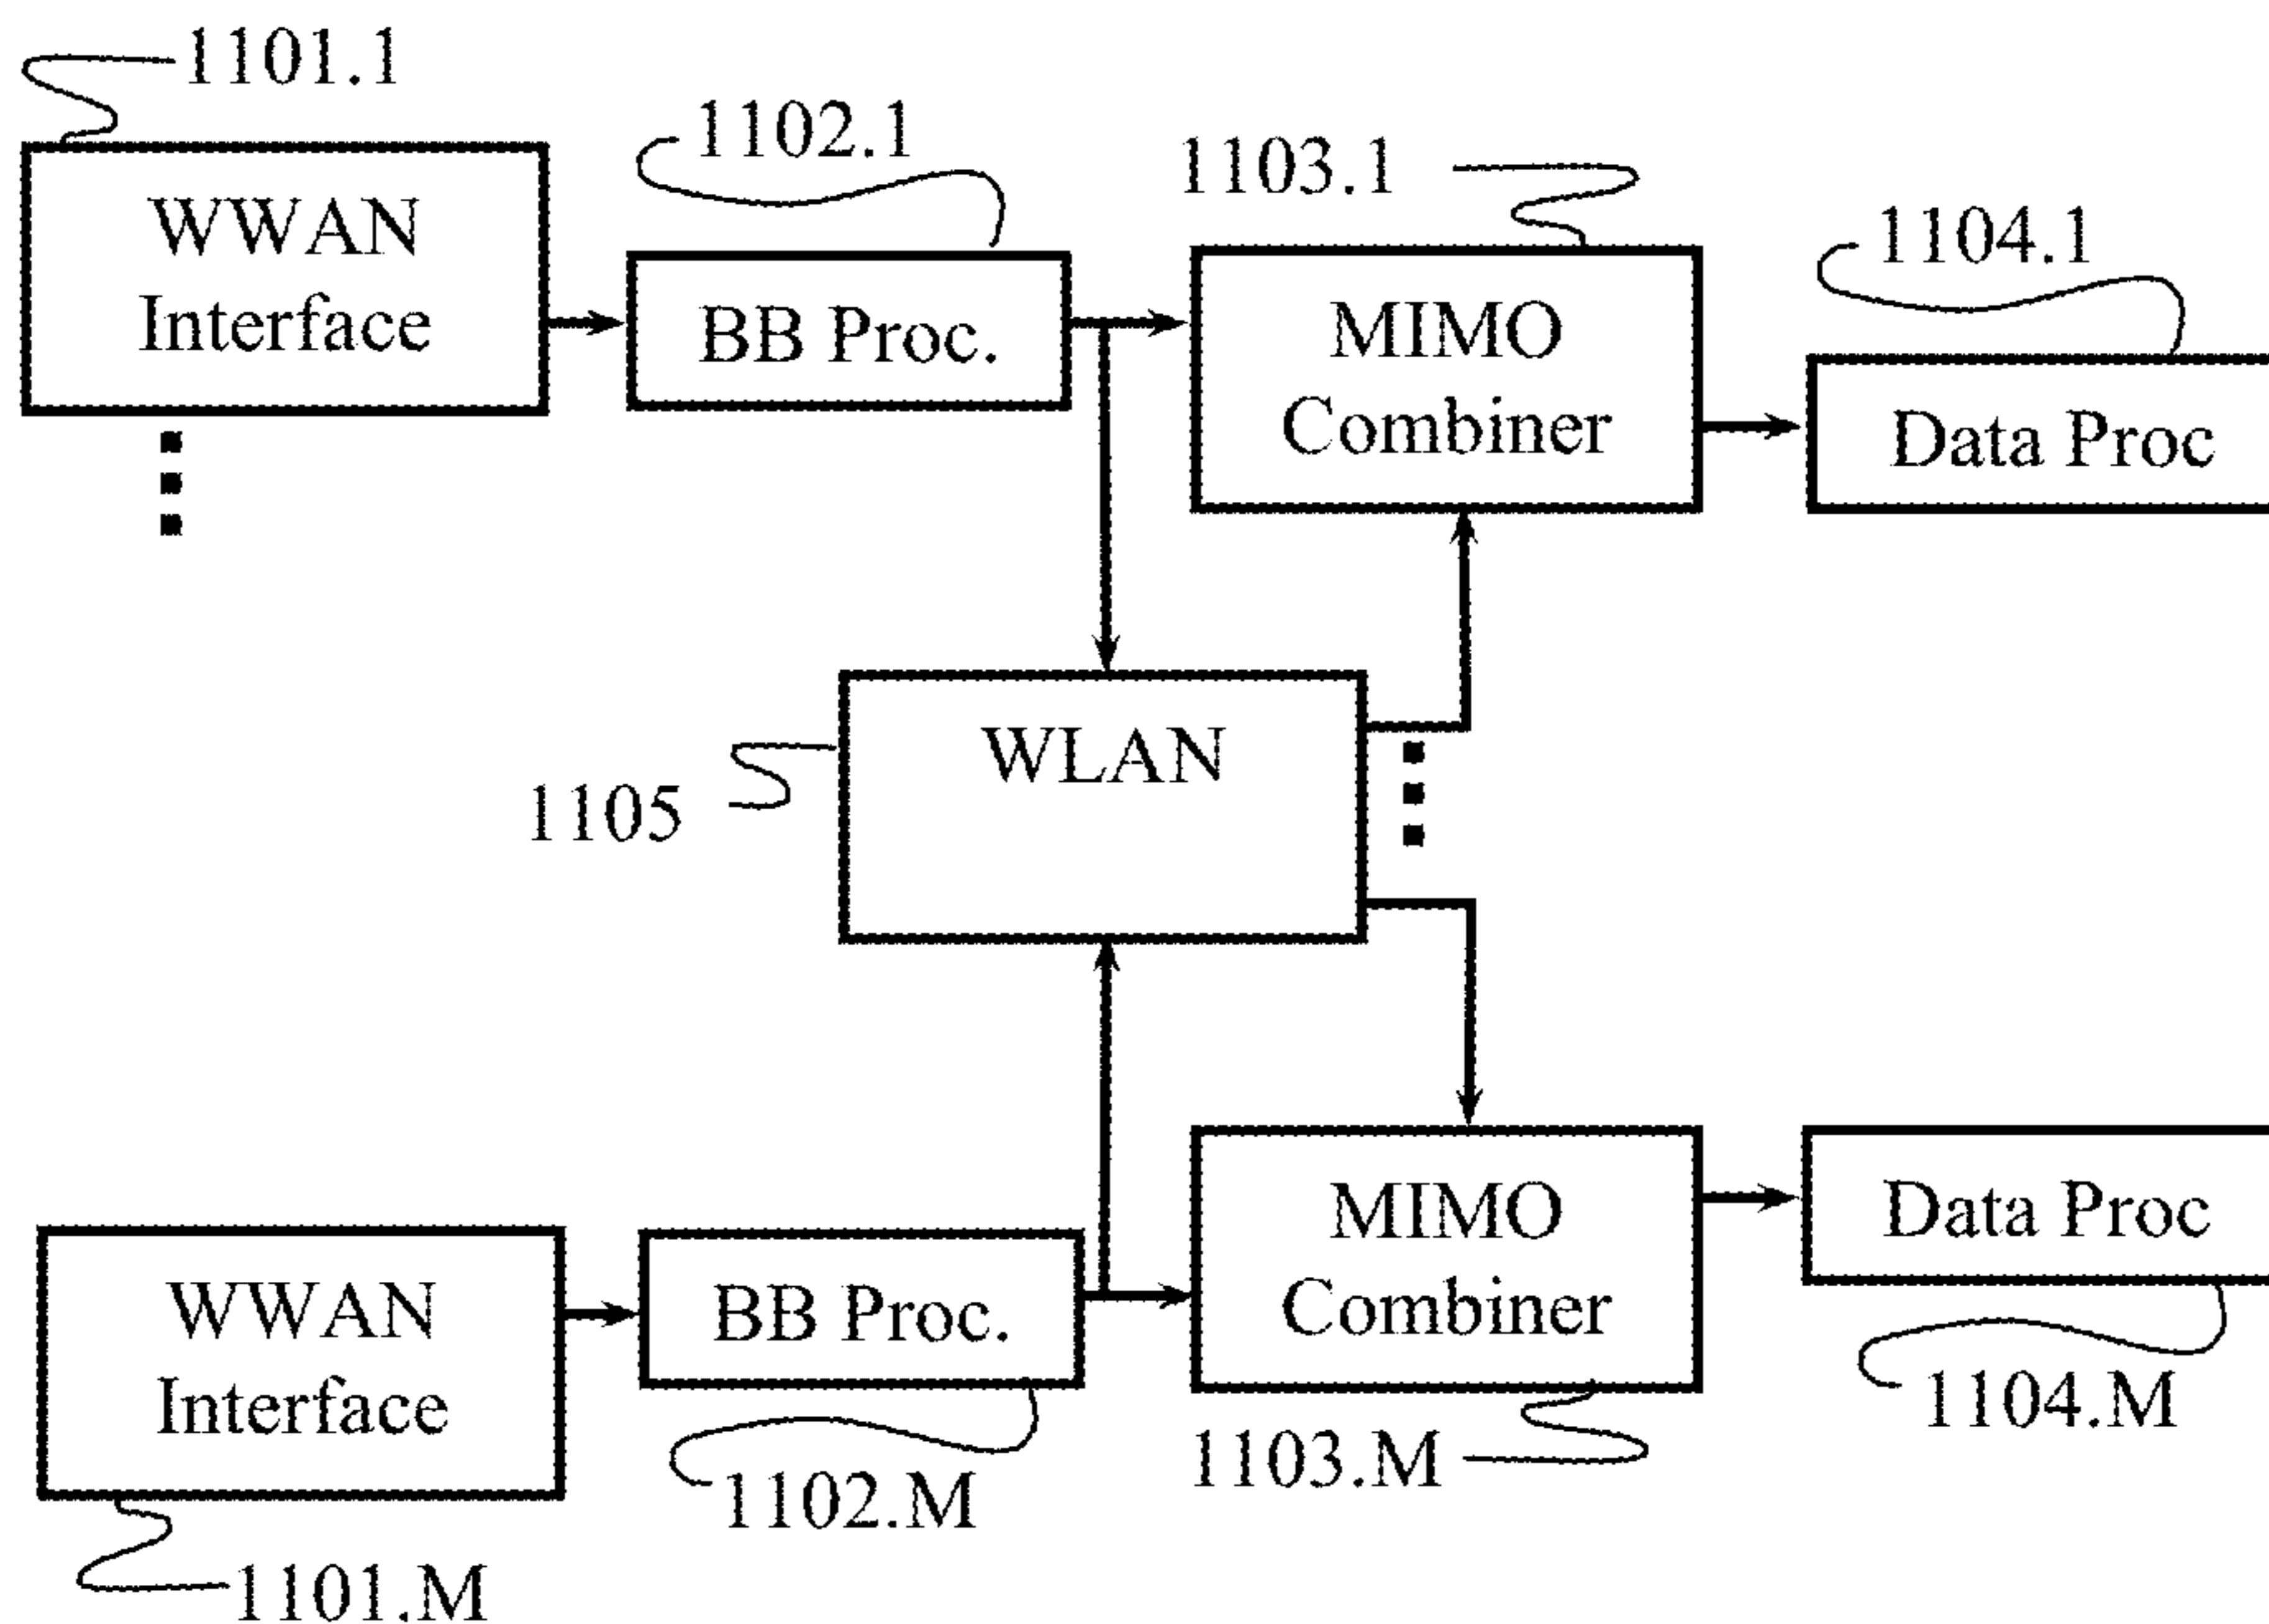 1101.1
1102.1
1103.1
1104.1
WWAN
Interface
BB Proc.
MIMO
Combiner
Data Proc
WLAN
1105
WWAN
Interface
BB Proc.
MIMO
Combiner
Data Proc
1101.M
1102.M
1103.M
1104.M